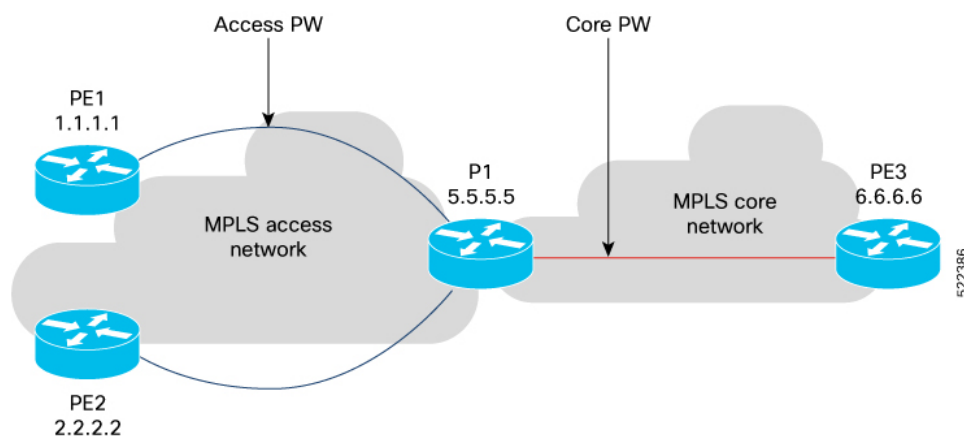 Access PW
Core PW
PE1
1.1.1.1
P1
5.5.5.5
PE3
6.6.6.6
MPLS access
network
MPLS core
network
PE2
2.2.2.2
522386